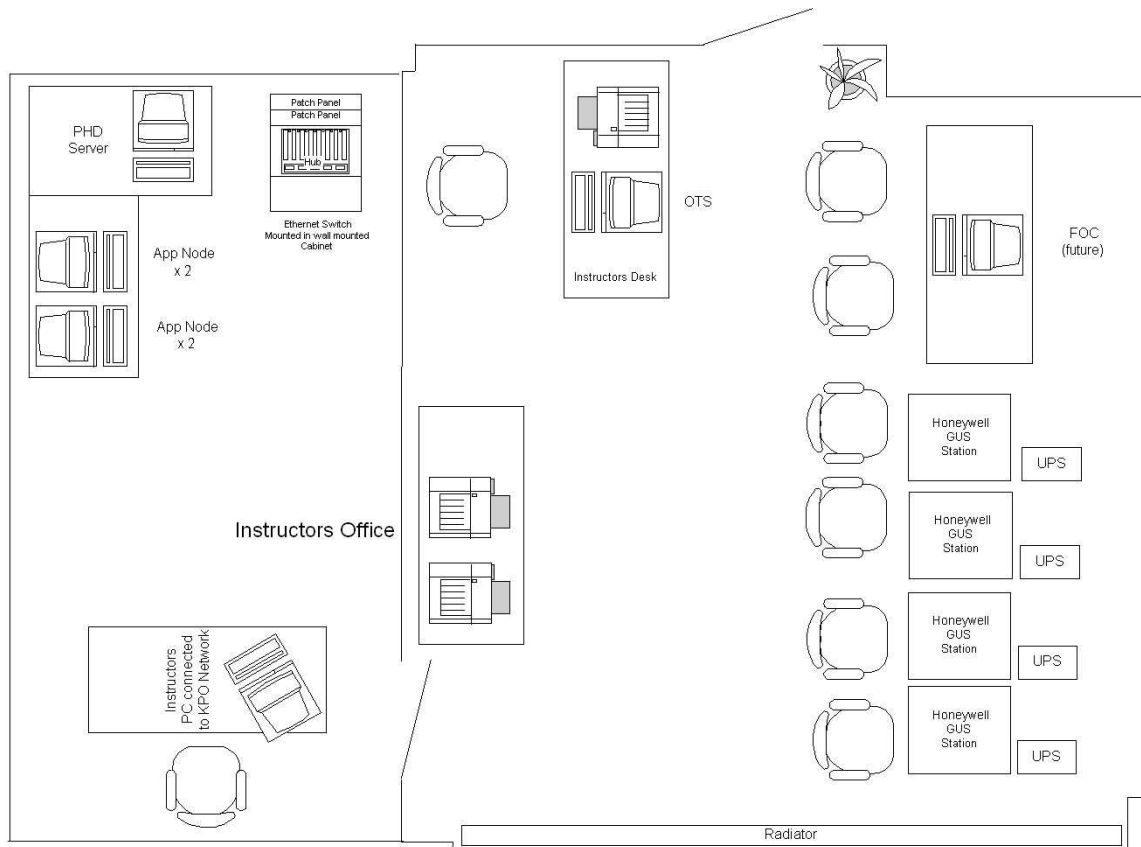 PHD
Server
Patch Panel
Patch Panel
Hub
Ethernet Switch
Mounted in wall mounted
Cabinet
App Node
x 2
App Node
x 2
Instructors Office
Instructors
PC connected
to KPO Network
OTS
Instructors Desk
FOC
(future)
Honeywell
GUS
Station
UPS
Honeywell
GUS
Station
UPS
Honeywell
GUS
Station
UPS
Honeywell
GUS
Station
UPS
Radiator